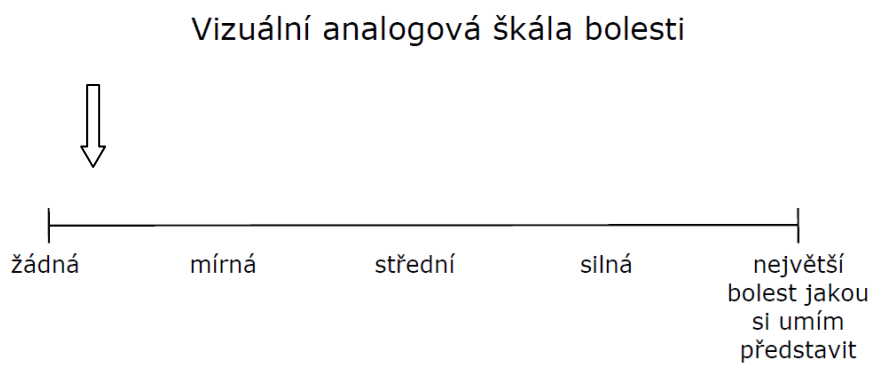 Vizuální analogová škála bolesti
žádná
mírná
střední
silná
největší
bolest jakou
si umím
představit